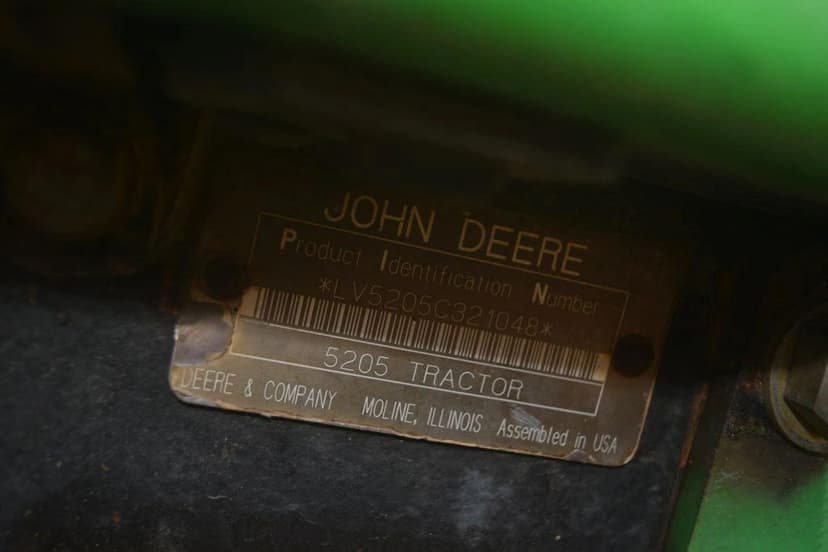 JOHN DEERE
Product Identification Number
*LV5205C321048*
5205 TRACTOR
DEERE & COMPANY MOLINE, ILLINOIS Assembled in USA